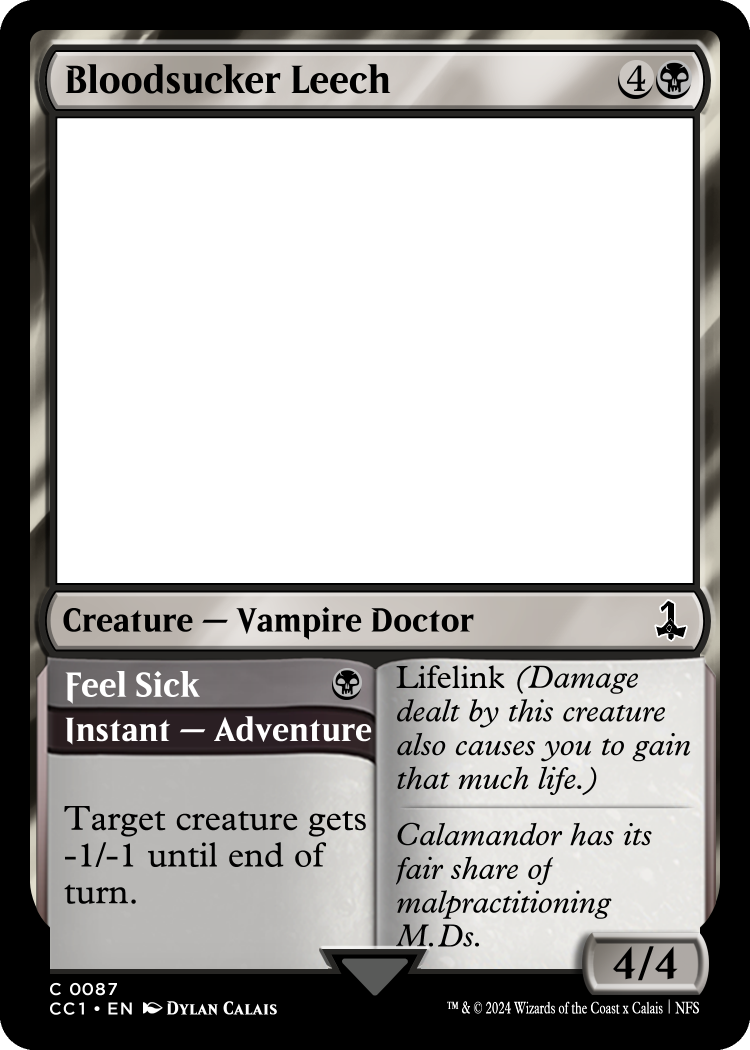 Bloodsucker Leech 4
Creature — Vampire Doctor
Feel Sick
Instant — Adventure
Target creature gets
-1/-1 until end of
turn.
Lifelink (Damage
dealt by this creature
also causes you to gain
that much life.)
Calamandor has its
fair share of
malpractitioning
M.Ds.
4/4
C 0087
CC1 • EN DYLAN CALAIS
™ & © 2024 Wizards of the Coast x Calais | NFS